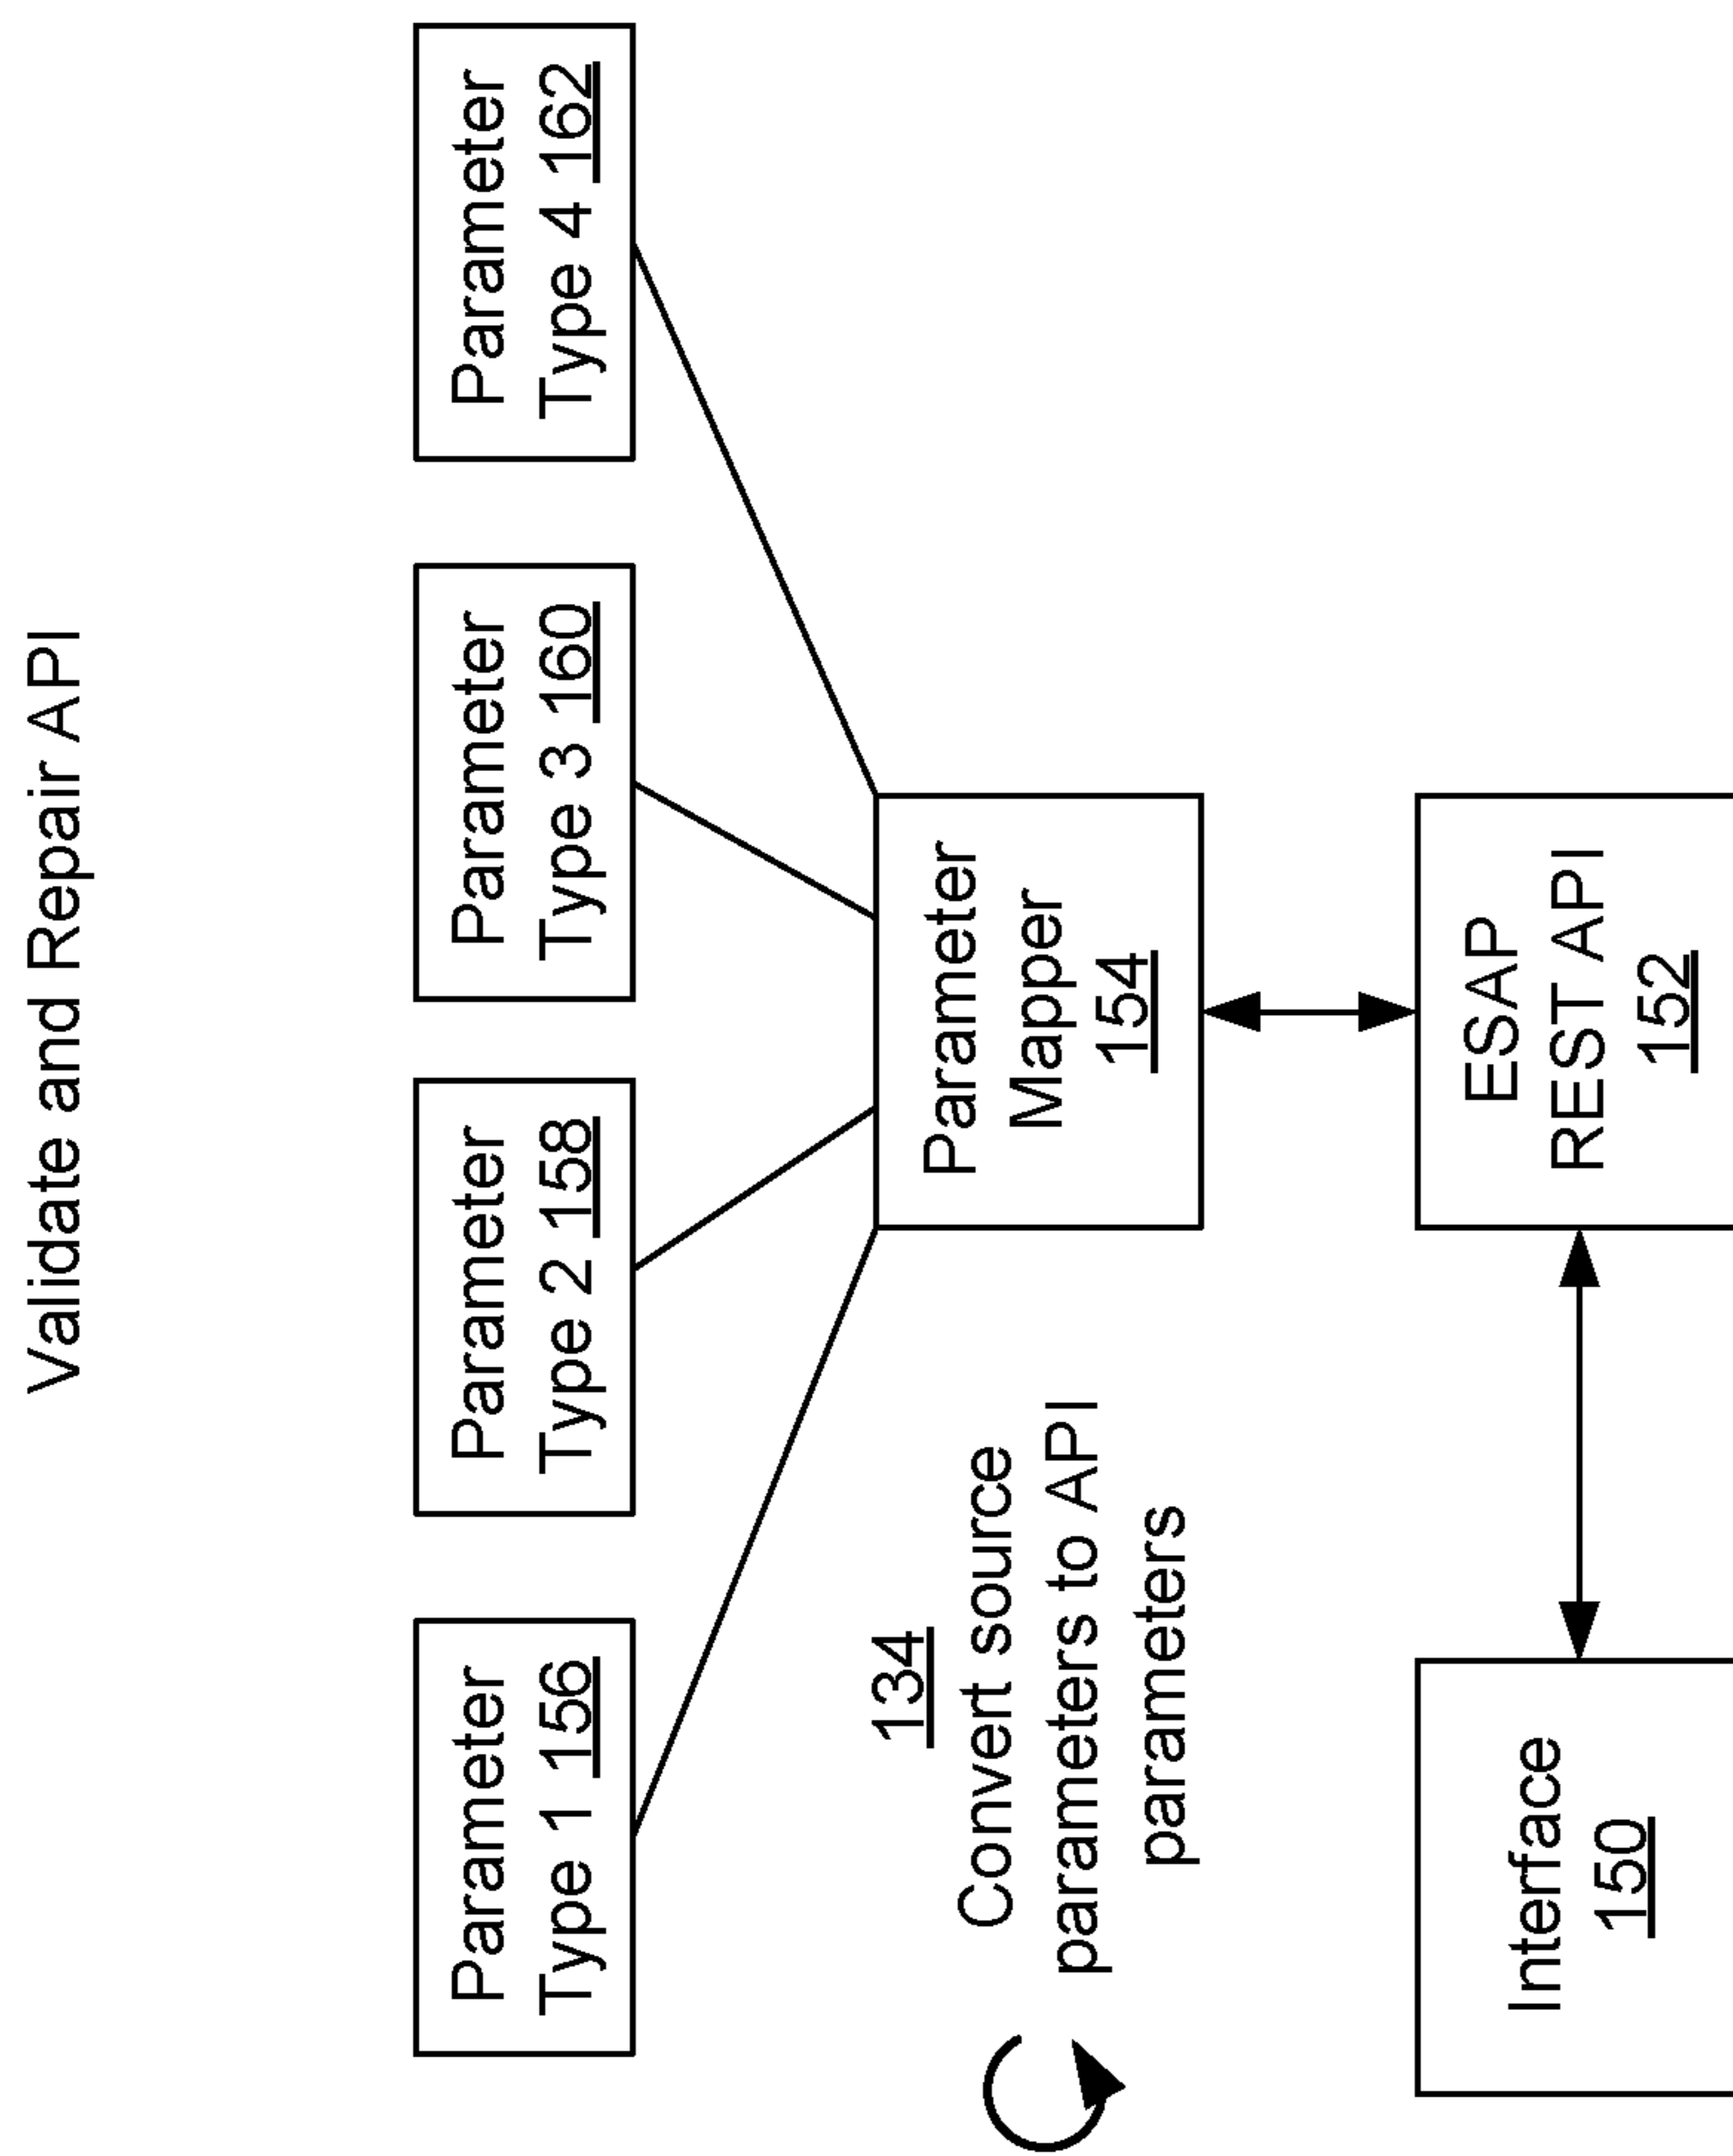 Validate and Repair API
Parameter
Type 1 156
Parameter
Type 2 158
Parameter
Type 3 160
Parameter
Type 4 162
134
Convert source
parameters to API
parameters
Parameter
Mapper
154
Interface
150
ESAP
REST API
152